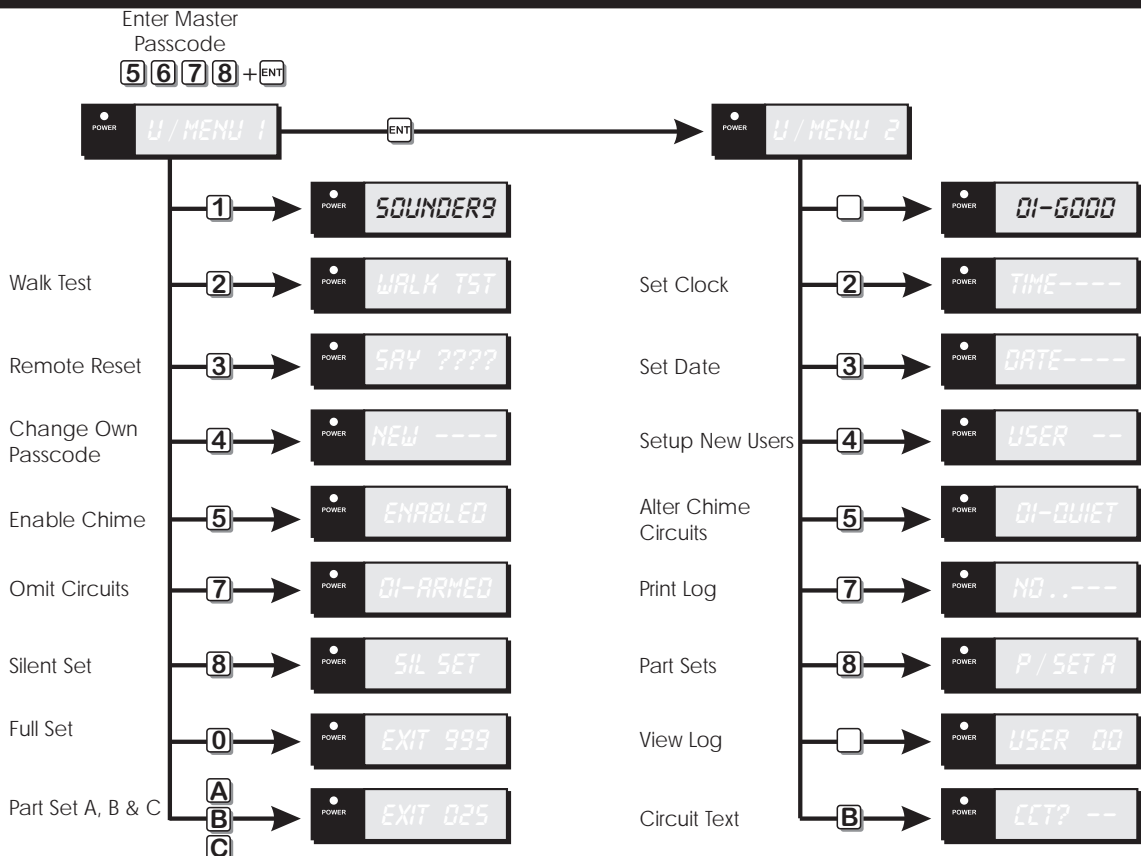 Enter Master
Passcode
5 6 7 8 + ENT
POWER U/MENU 1
ENT
POWER U/MENU 2
1 POWER SOUNDER9
POWER 01-GOOD
Walk Test 2 POWER WALK TST
Set Clock 2 POWER TIME----
Remote Reset 3 POWER SAY ????
Set Date 3 POWER DATE----
Change Own
Passcode
4 POWER NEW ----
Setup New Users 4 POWER USER --
Enable Chime 5 POWER ENABLED
Alter Chime
Circuits
5 POWER 01-QUIET
Omit Circuits 7 POWER 01-ARMED
Print Log 7 POWER NO..---
Silent Set 8 POWER SIL SET
Part Sets 8 POWER P/SET A
Full Set 0 POWER EXIT 999
View Log POWER USER 00
Part Set A, B & C
A
B
C
POWER EXIT 025
Circuit Text B POWER CCT? --